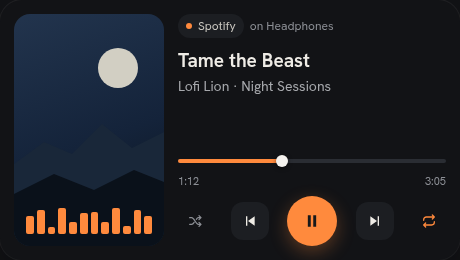 Spotify on Headphones
Tame the Beast
Lofi Lion · Night Sessions
1:12 3:05